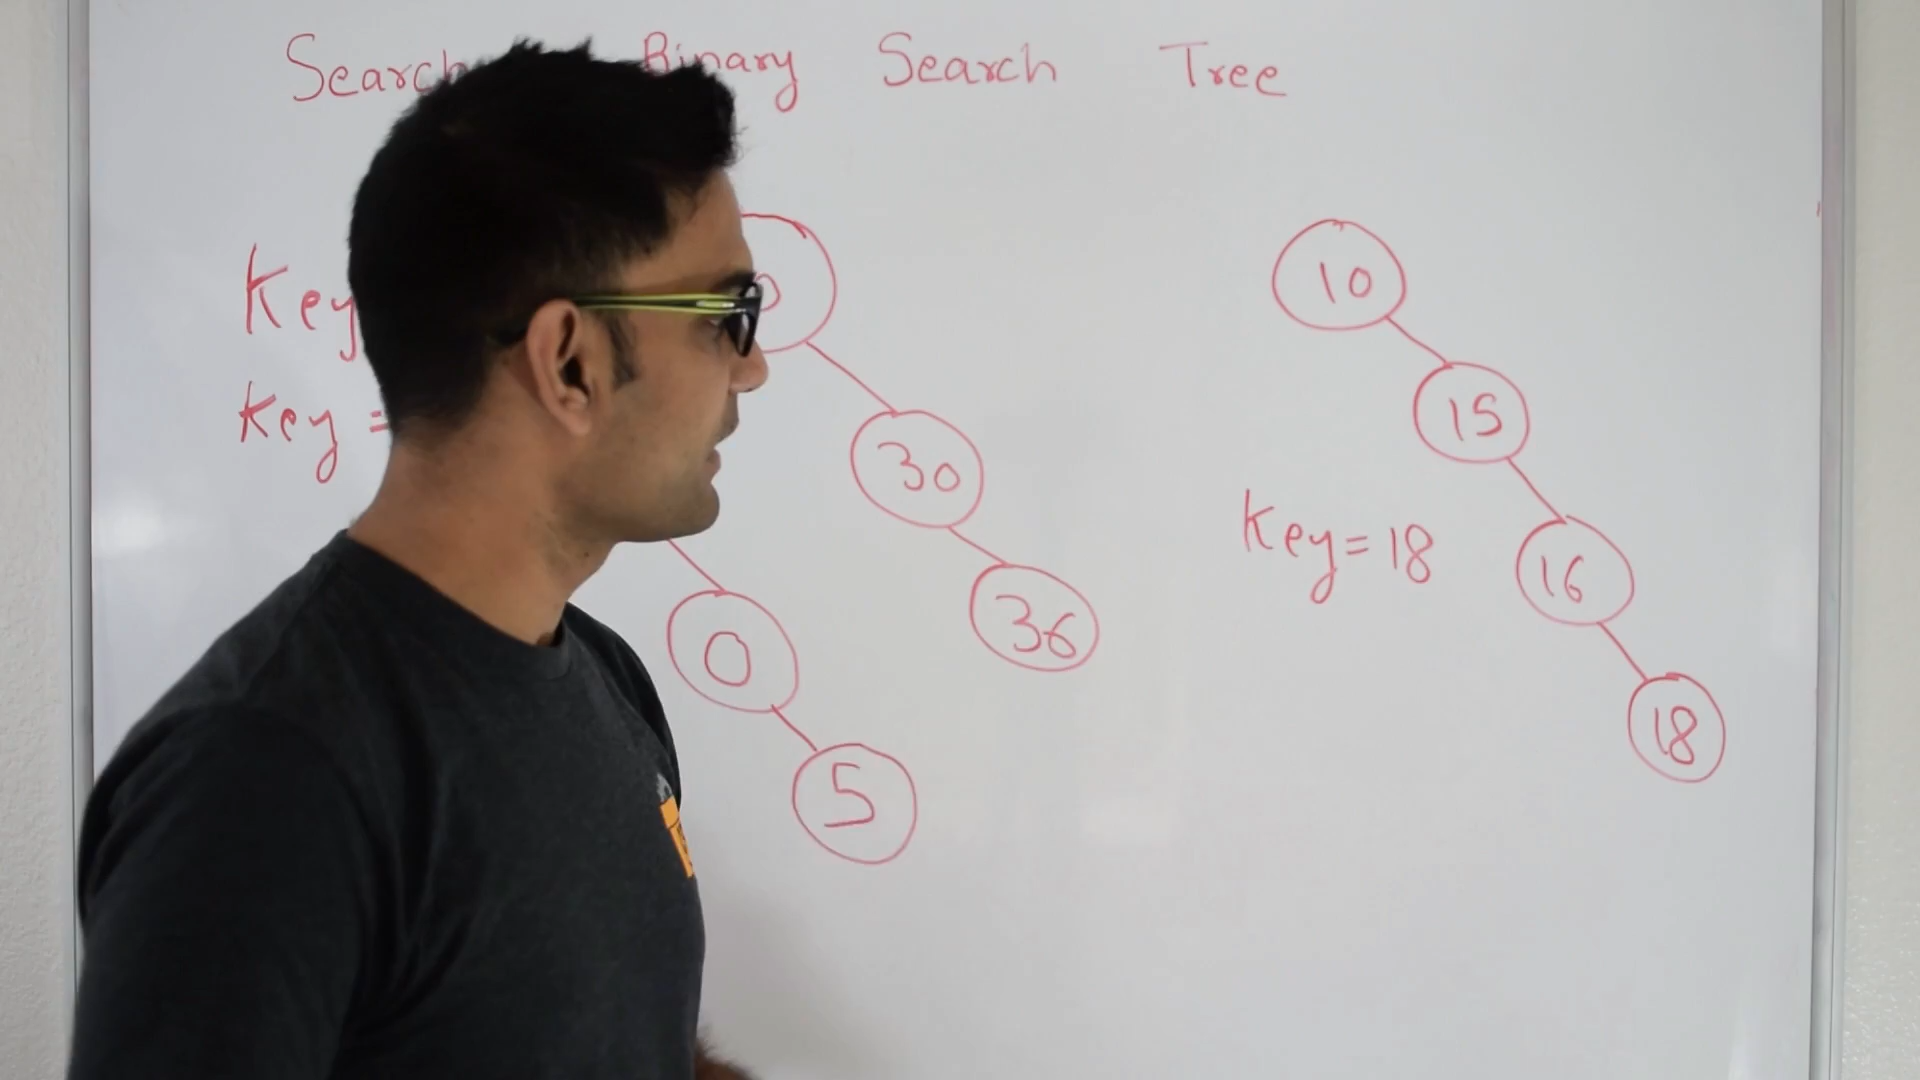 Search Binary Search Tree
Key
10
Key =
30
15
Key = 18
16
0
36
18
5